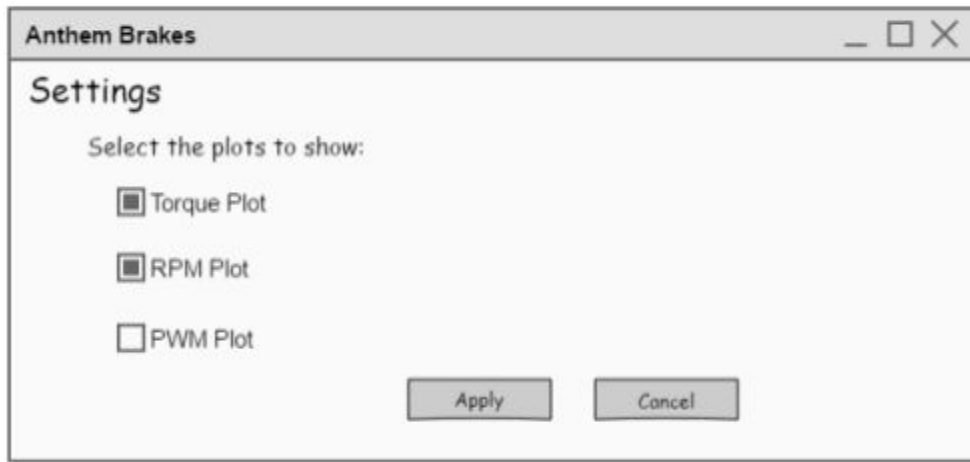 Anthem Brakes
Settings
Select the plots to show:
Torque Plot
RPM Plot
PWM Plot
Apply Cancel